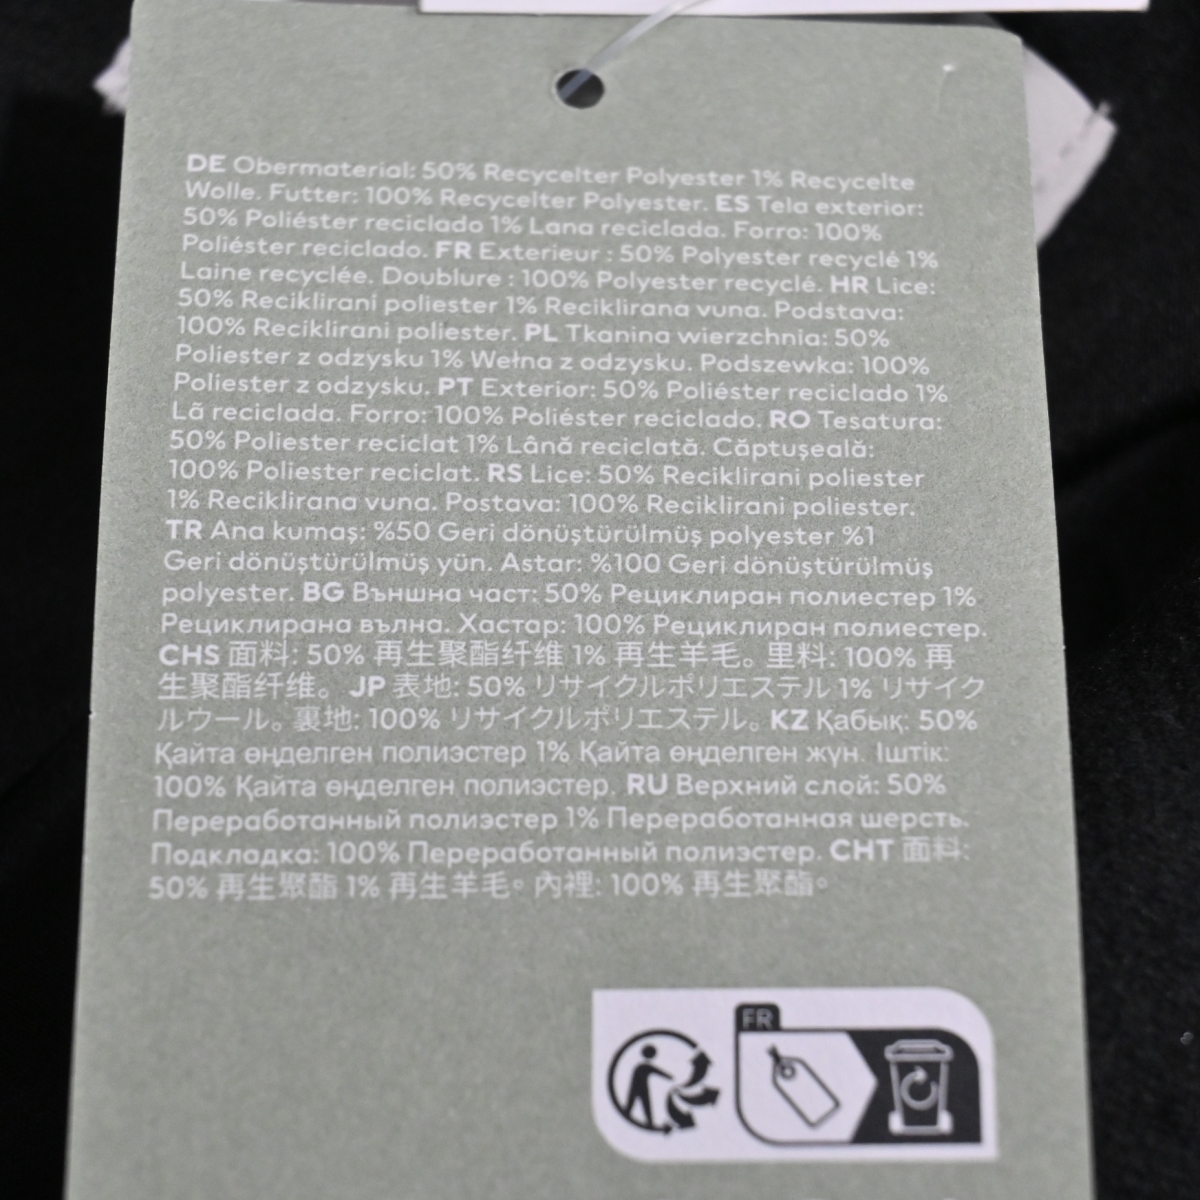 DE Obermaterial: 50% Recycelter Polyester 1% Recycelte
Wolle. Futter: 100% Recycelter Polyester. ES Tela exterior:
50% Poliéster reciclado 1% Lana reciclada. Forro: 100%
Poliéster reciclado. FR Exterieur : 50% Polyester recyclé 1%
Laine recyclée. Doublure : 100% Polyester recyclé. HR Lice:
50% Reciklirani poliester 1% Reciklirana vuna. Podstava:
100% Reciklirani poliester. PL Tkanina wierzchnia: 50%
Poliester z odzysku 1% Wełna z odzysku. Podszewka: 100%
Poliester z odzysku. PT Exterior: 50% Poliéster reciclado 1%
Lã reciclada. Forro: 100% Poliéster reciclado. RO Tesatura:
50% Poliester reciclat 1% Lână reciclată. Căptușeală:
100% Poliester reciclat. RS Lice: 50% Reciklirani poliester
1% Reciklirana vuna. Postava: 100% Reciklirani poliester.
TR Ana kumaş: %50 Geri dönüştürülmüş polyester %1
Geri dönüştürülmüş yün. Astar: %100 Geri dönüştürülmüş
polyester. BG Външна част: 50% Рециклиран полиестер 1%
Рециклирана вълна. Хастар: 100% Рециклиран полиестер.
CHS 面料: 50% 再生聚酯纤维 1% 再生羊毛。里料: 100% 再
生聚酯纤维。 JP 表地: 50% リサイクルポリエステル 1% リサイク
ルウール。裏地: 100% リサイクルポリエステル。 KZ Қабық: 50%
Қайта өңделген полиэстер 1% Қайта өңделген жүн. Іштік:
100% Қайта өңделген полиэстер. RU Верхний слой: 50%
Переработанный полиэстер 1% Переработанная шерсть.
Подкладка: 100% Переработанный полиэстер. CHT 面料:
50% 再生聚酯 1% 再生羊毛。內裡: 100% 再生聚酯。
FR